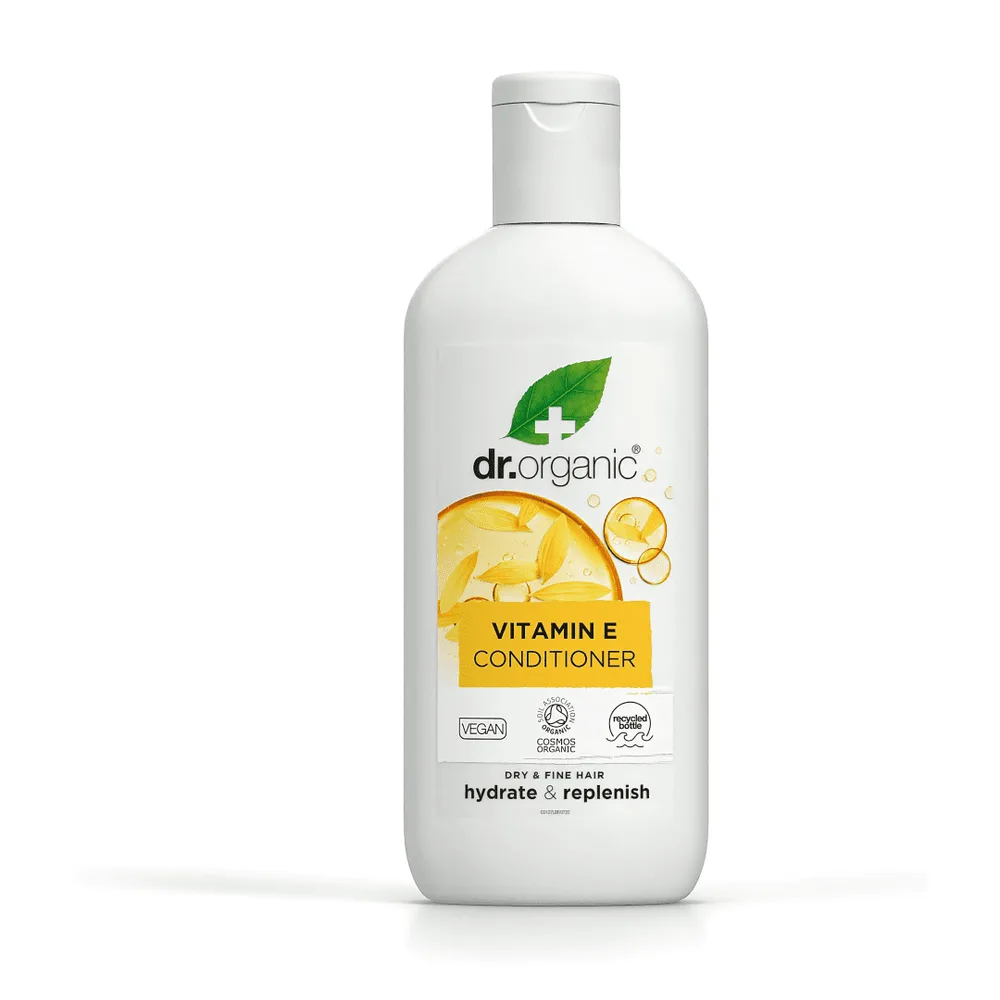 dr.organic®
VITAMIN E
CONDITIONER
VEGAN
SOIL ASSOCIATION
ORGANIC
COSMOS
ORGANIC
recycled
bottle
DRY & FINE HAIR
hydrate & replenish